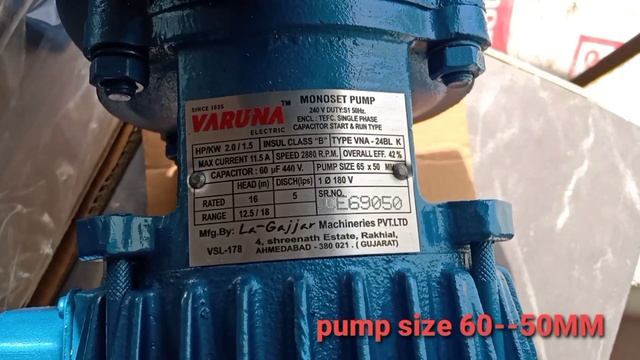 SINCE 1935
VARUNA™
ELECTRIC
MONOSET PUMP
240 V DUTY:S1 50Hz.
ENCL : TEFC. SINGLE PHASE
CAPACITOR START & RUN TYPE
HP/KW 2.0 / 1.5 INSUL CLASS "B" TYPE VNA - 24BL K
MAX CURRENT 11.5 A SPEED 2880 R.P.M. OVERALL EFF. 42 %
CAPACITOR : 60 µF 440 V. PUMP SIZE 65 x 50 MM
HEAD (m) DISCH(lps) 1 Ø 180 V
RATED 16 5 SR.NO.
RANGE 12.5 / 18 CE69050
Mfg.By: La-Gajjar Machineries PVT.LTD
4, shreenath Estate, Rakhial,
VSL-178 AHMEDABAD - 380 021 . ( GUJARAT)
pump size 60--50MM